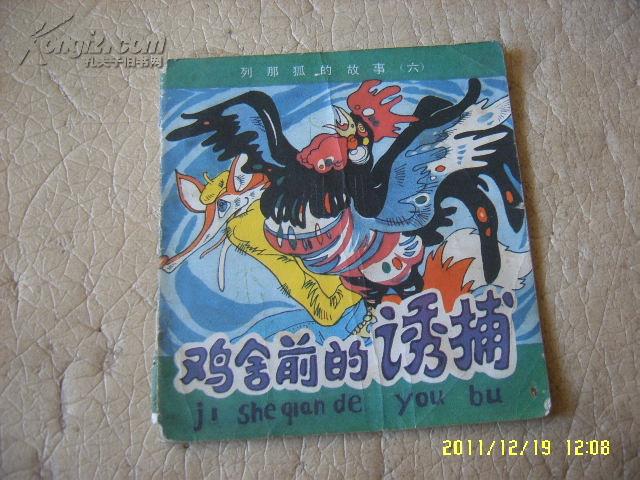 Kongfz.com
孔夫子旧书网
列那狐的故事(六)
鸡舍前的诱捕
ji she qian de you bu
2011/12/19 12:08